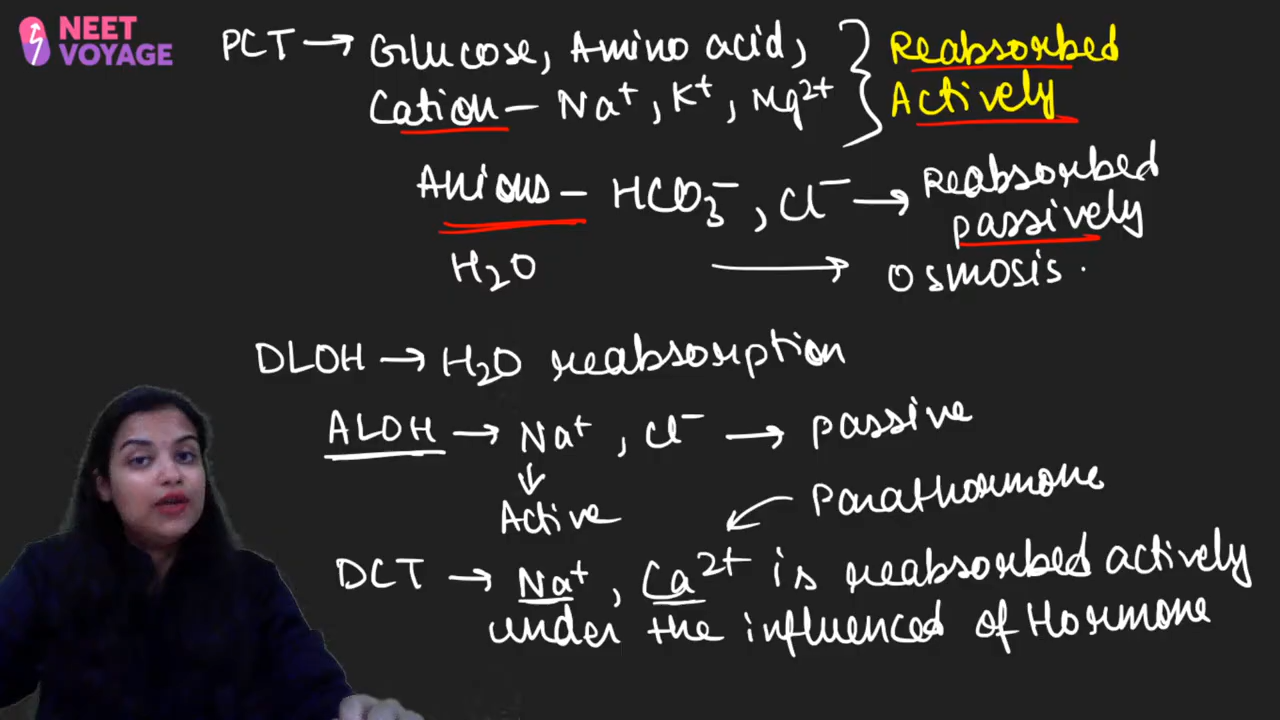 NEET
VOYAGE
PCT → Glucose, Amino acid, } Reabsorbed
Cation – Na⁺, K⁺, Mg²⁺ Actively
Anions – HCO₃⁻, Cl⁻ → Reabsorbed
passively
H₂O → osmosis.
DLOH → H₂O reabsorption
ALOH → Na⁺, Cl⁻ → passive
↓
Active
Parathormone
DCT → Na⁺, Ca²⁺ is reabsorbed actively
under the influenced of Hormone